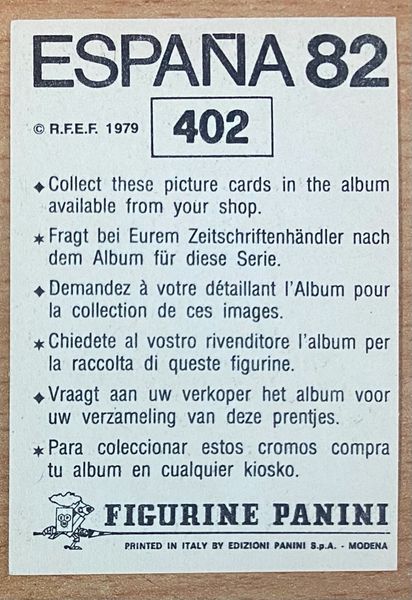 ESPAÑA 82
© R.F.E.F. 1979 402
◆ Collect these picture cards in the album
available from your shop.
✶ Fragt bei Eurem Zeitschriftenhändler nach
dem Album für diese Serie.
◆ Demandez à votre détaillant l'Album pour
la collection de ces images.
✶ Chiedete al vostro rivenditore l'album per
la raccolta di queste figurine.
◆ Vraagt aan uw verkoper het album voor
uw verzameling van deze prentjes.
✶ Para coleccionar estos cromos compra
tu album en cualquier kiosko.
FIGURINE PANINI
PRINTED IN ITALY BY EDIZIONI PANINI S.p.A. - MODENA